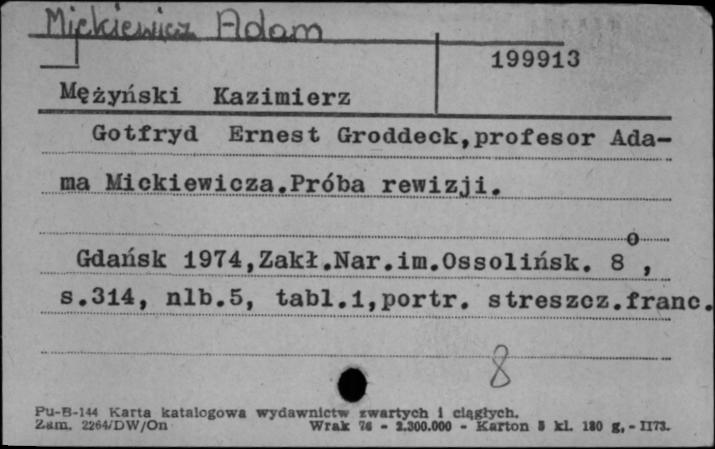 Mickiewicz Adam
199913
Mężyński Kazimierz
Gotfryd Ernest Groddeck,profesor Ada-
ma Mickiewicza.Próba rewizji.
Gdańsk 1974,Zakł.Nar.im.Ossolińsk. 8o,
s.314, nlb.5, tabl.1,portr. streszcz.franc.
8
Pu-B-144 Karta katalogowa wydawnictw zwartych i ciągłych.
Zam. 2264/DW/On Wrak 76 - 2.300.000 - Karton 5 kl. 180 g, - II73.